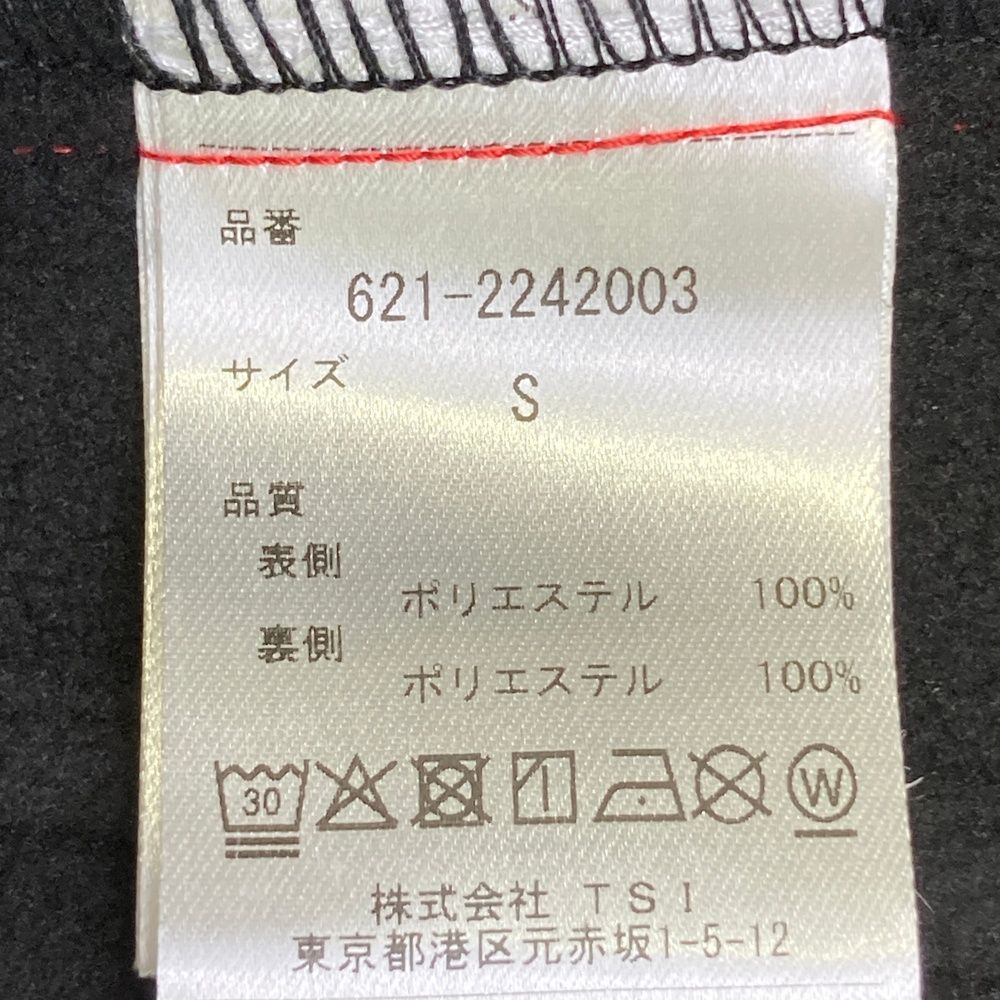 品番
621-2242003
サイズ
S
品質
表側
ポリエステル 100%
裏側
ポリエステル 100%
30
W
株式会社 TSI
東京都港区元赤坂1-5-12